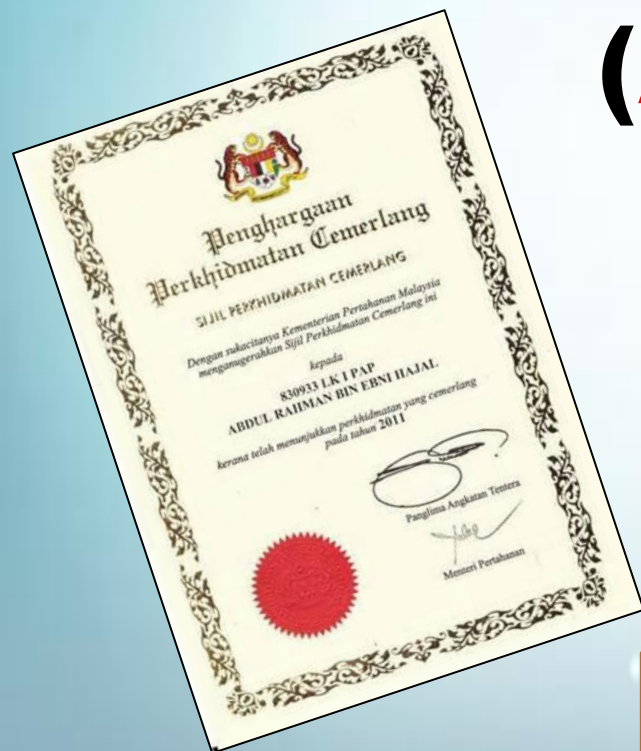 (
Penghargaan
Perkhidmatan Cemerlang
SIJIL PERKHIDMATAN CEMERLANG
Dengan sukacitanya Kementerian Pertahanan Malaysia
menganugerahkan Sijil Perkhidmatan Cemerlang ini
kepada
830933 LK I PAP
ABDUL RAHMAN BIN EBNI HAJAL
kerana telah menunjukkan perkhidmatan yang cemerlang
pada tahun 2011
Panglima Angkatan Tentera
Menteri Pertahanan